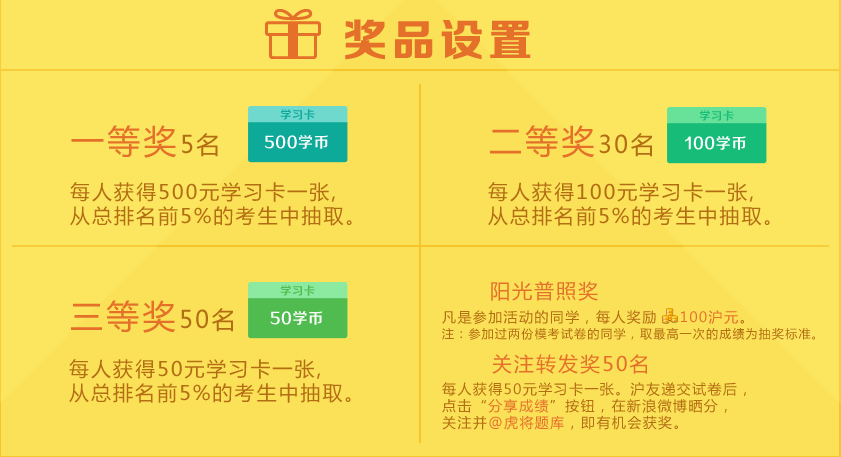 奖品设置
一等奖5名
学习卡
500学币
每人获得500元学习卡一张,
从总排名前5%的考生中抽取。
二等奖30名
学习卡
100学币
每人获得100元学习卡一张,
从总排名前5%的考生中抽取。
三等奖50名
学习卡
50学币
每人获得50元学习卡一张,
从总排名前5%的考生中抽取。
阳光普照奖
凡是参加活动的同学，每人奖励100沪元。
注：参加过两份模考试卷的同学，取最高一次的成绩为抽奖标准。
关注转发奖50名
每人获得50元学习卡一张。沪友递交试卷后，
点击“分享成绩”按钮，在新浪微博晒分，
关注并@虎将题库，即有机会获奖。